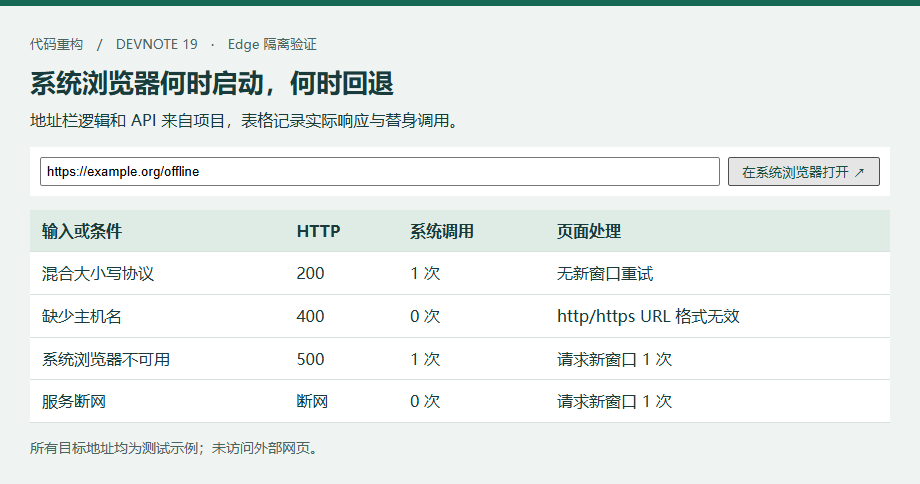 代码重构 / DEVNOTE 19 · Edge 隔离验证
系统浏览器何时启动，何时回退
地址栏逻辑和 API 来自项目，表格记录实际响应与替身调用。
https://example.org/offline 在系统浏览器打开 ↗
输入或条件 HTTP 系统调用 页面处理
混合大小写协议 200 1 次 无新窗口重试
缺少主机名 400 0 次 http/https URL 格式无效
系统浏览器不可用 500 1 次 请求新窗口 1 次
服务断网 断网 0 次 请求新窗口 1 次
所有目标地址均为测试示例；未访问外部网页。